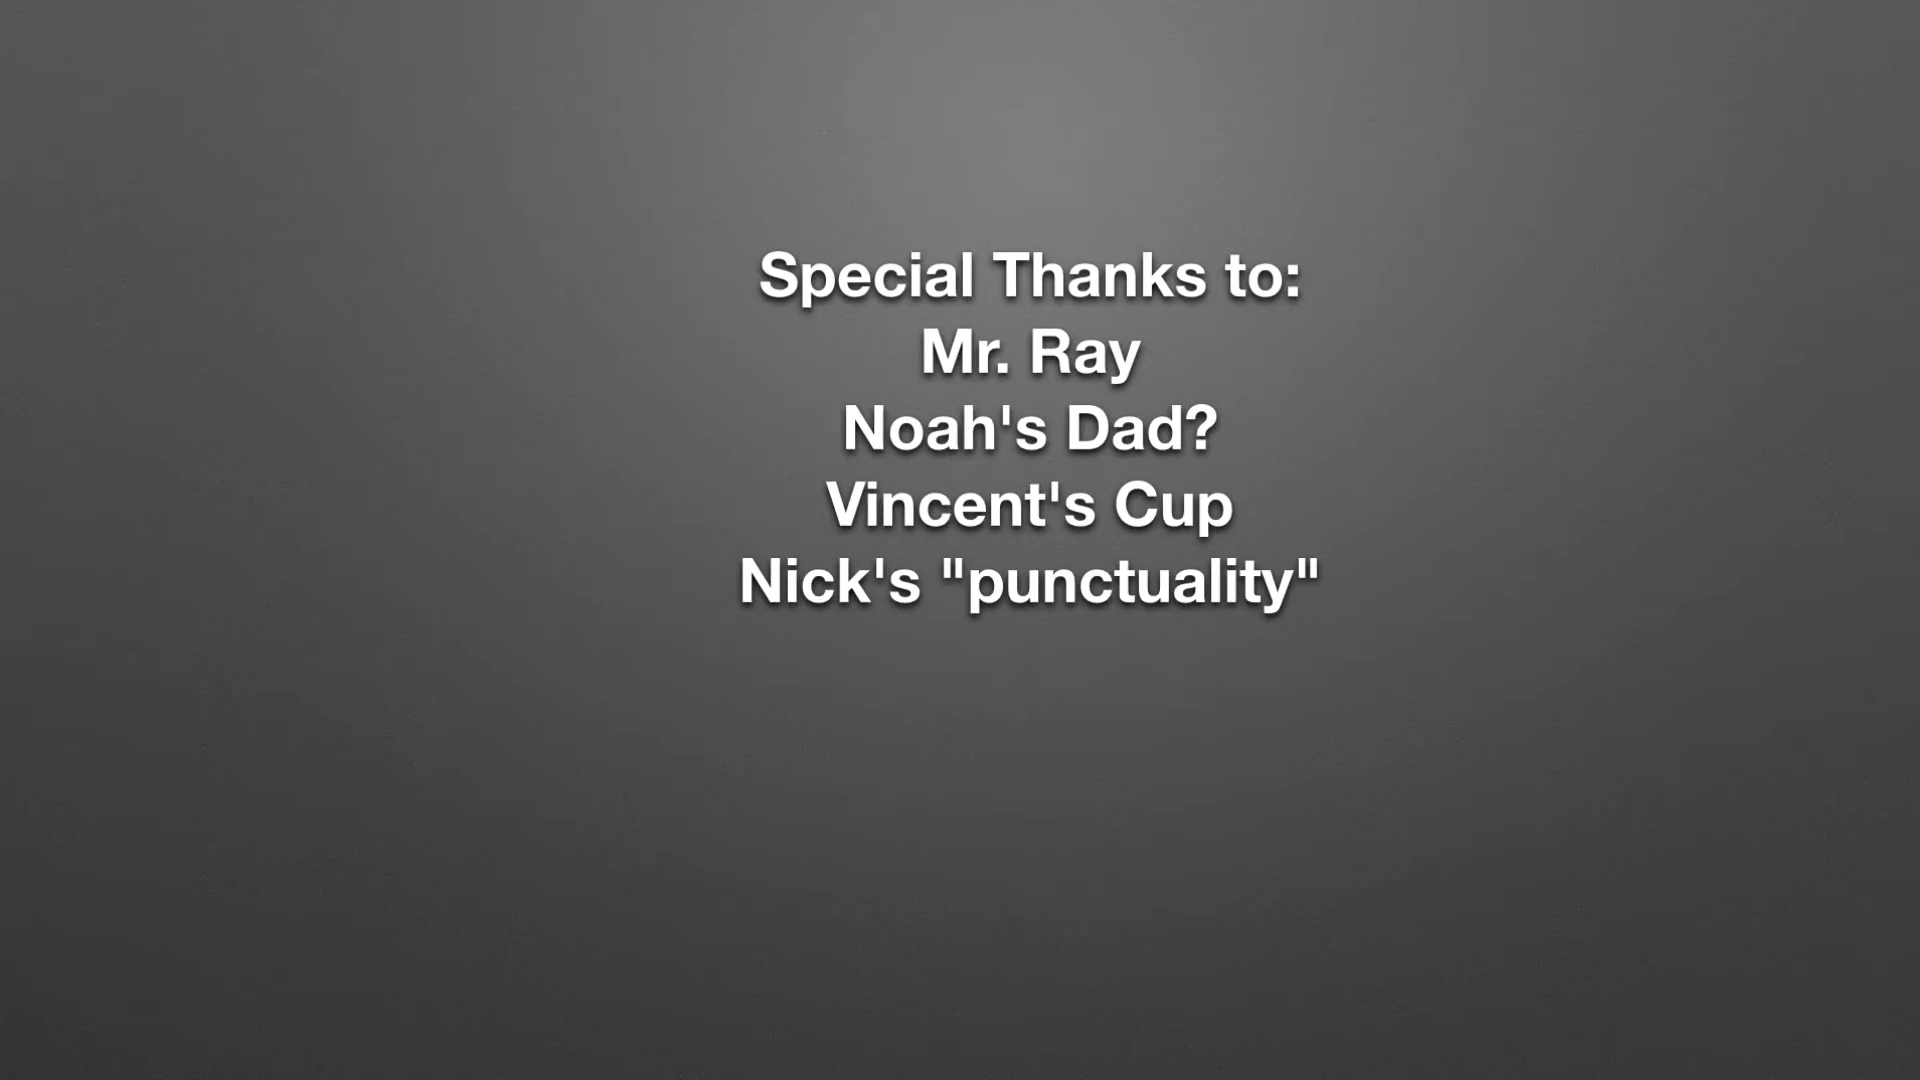 Special Thanks to:
Mr. Ray
Noah's Dad?
Vincent's Cup
Nick's "punctuality"